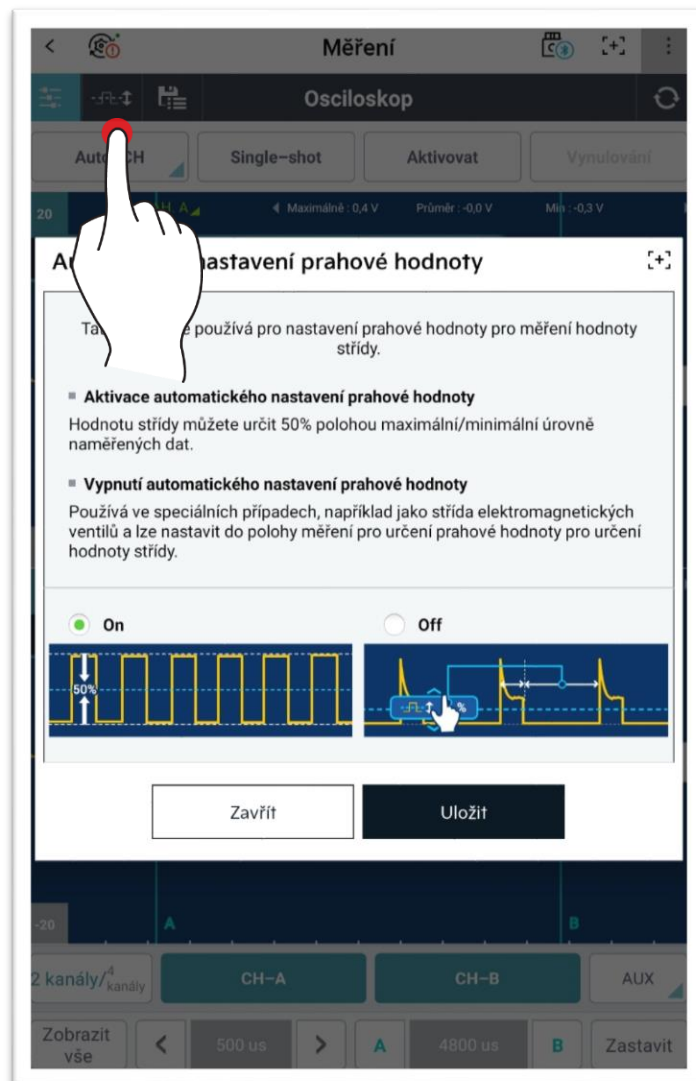 Měření
Osciloskop
Single-shot
Aktivovat
Vynulování
20
Maximálně : 0,4 V
Průměr : -0,0 V
Min : -0,3 V
nastavení prahové hodnoty
používá pro nastavení prahové hodnoty pro měření hodnoty
střídy.
Aktivace automatického nastavení prahové hodnoty
Hodnotu střídy můžete určit 50% polohou maximální/minimální úrovně
naměřených dat.
Vypnutí automatického nastavení prahové hodnoty
Používá ve speciálních případech, například jako střída elektromagnetických
ventilů a lze nastavit do polohy měření pro určení prahové hodnoty pro určení
hodnoty střídy.
On
Off
50%
%
Zavřít
Uložit
-20
A
B
2 kanály/4 kanály
CH-A
CH-B
AUX
Zobrazit
vše
500 us
A
4800 us
B
Zastavit